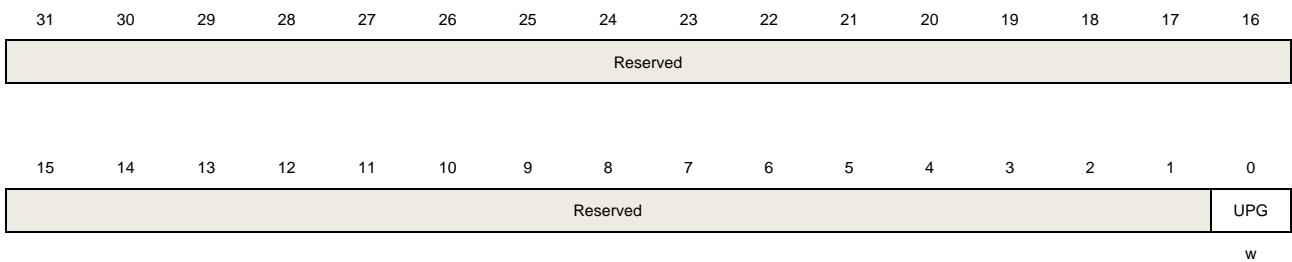 31 30 29 28 27 26 25 24 23 22 21 20 19 18 17 16
Reserved
15 14 13 12 11 10 9 8 7 6 5 4 3 2 1 0
Reserved UPG
w